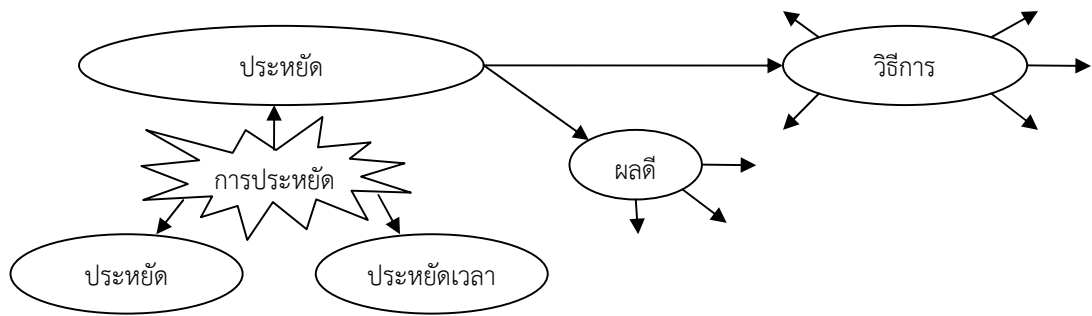 ประหยัด
วิธีการ
ผลดี
การประหยัด
ประหยัด
ประหยัดเวลา